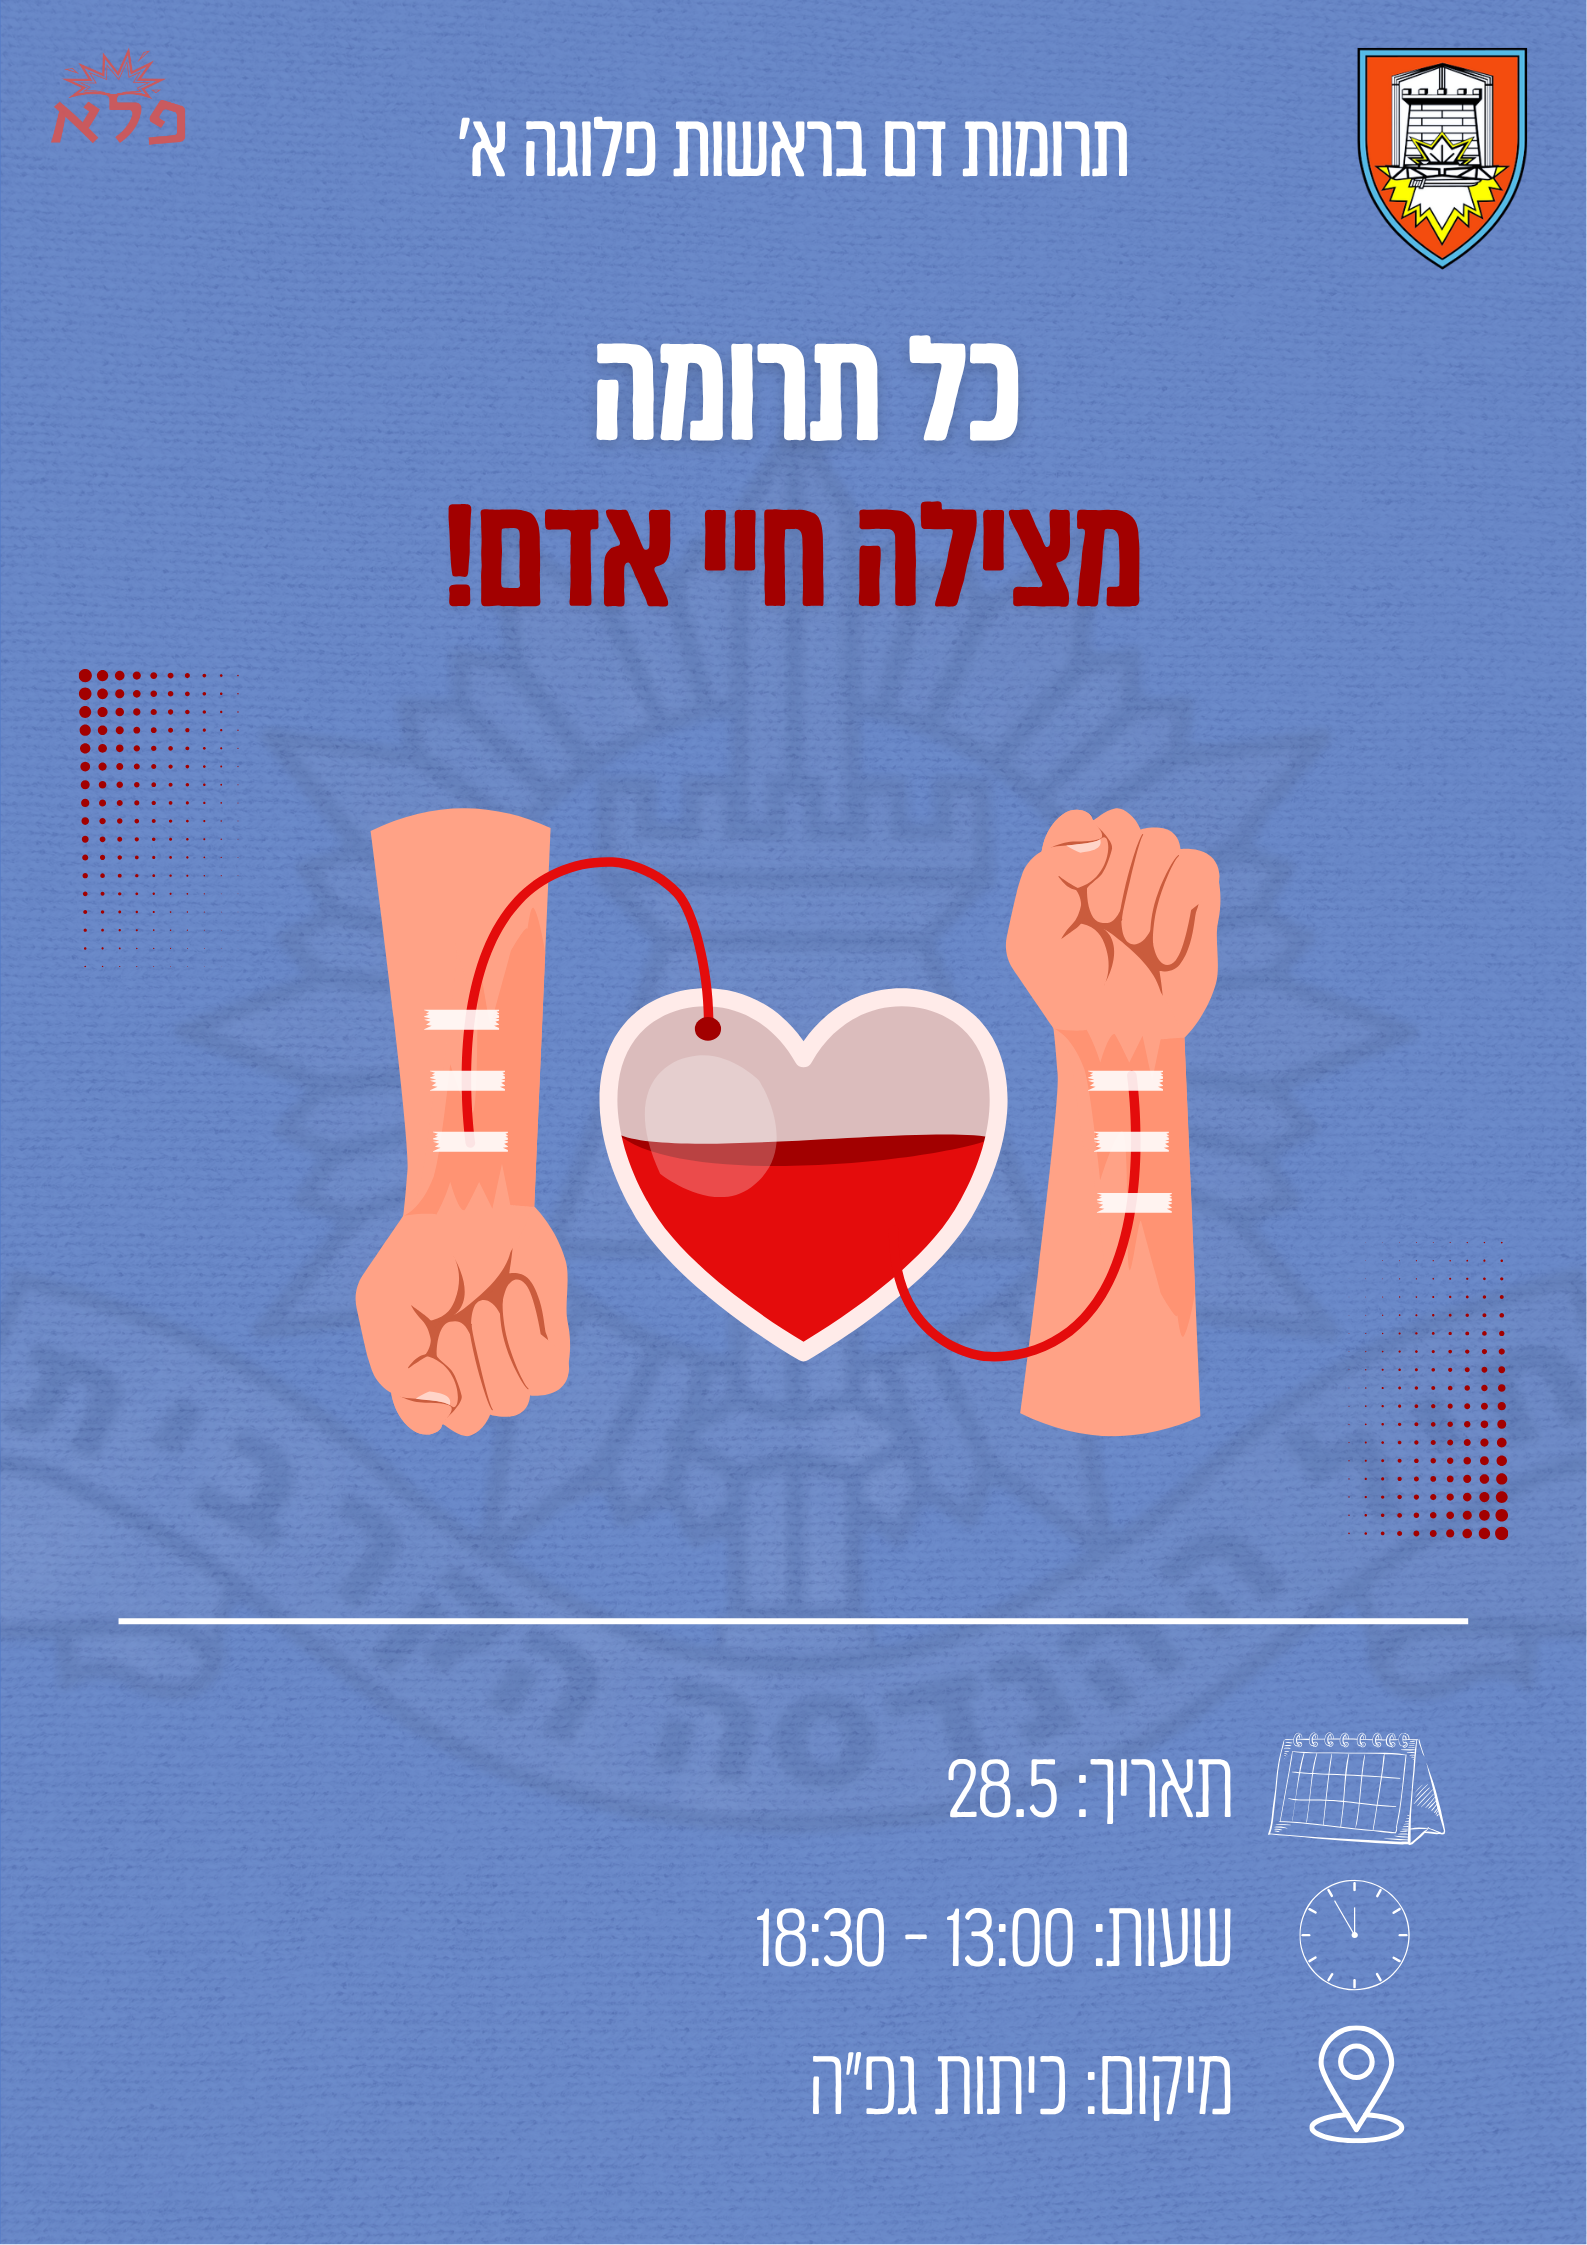 פלא
תרומות דם בראשות פלוגה א'
כל תרומה
מצילה חיי אדם!
תאריך: 28.5
שעות: 13:00 - 18:30
מיקום: כיתות גפ"ה